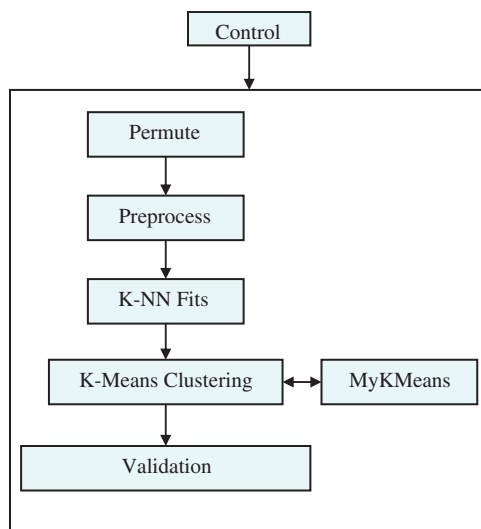 Control
Permute
Preprocess
K-NN Fits
K-Means Clustering
MyKMeans
Validation